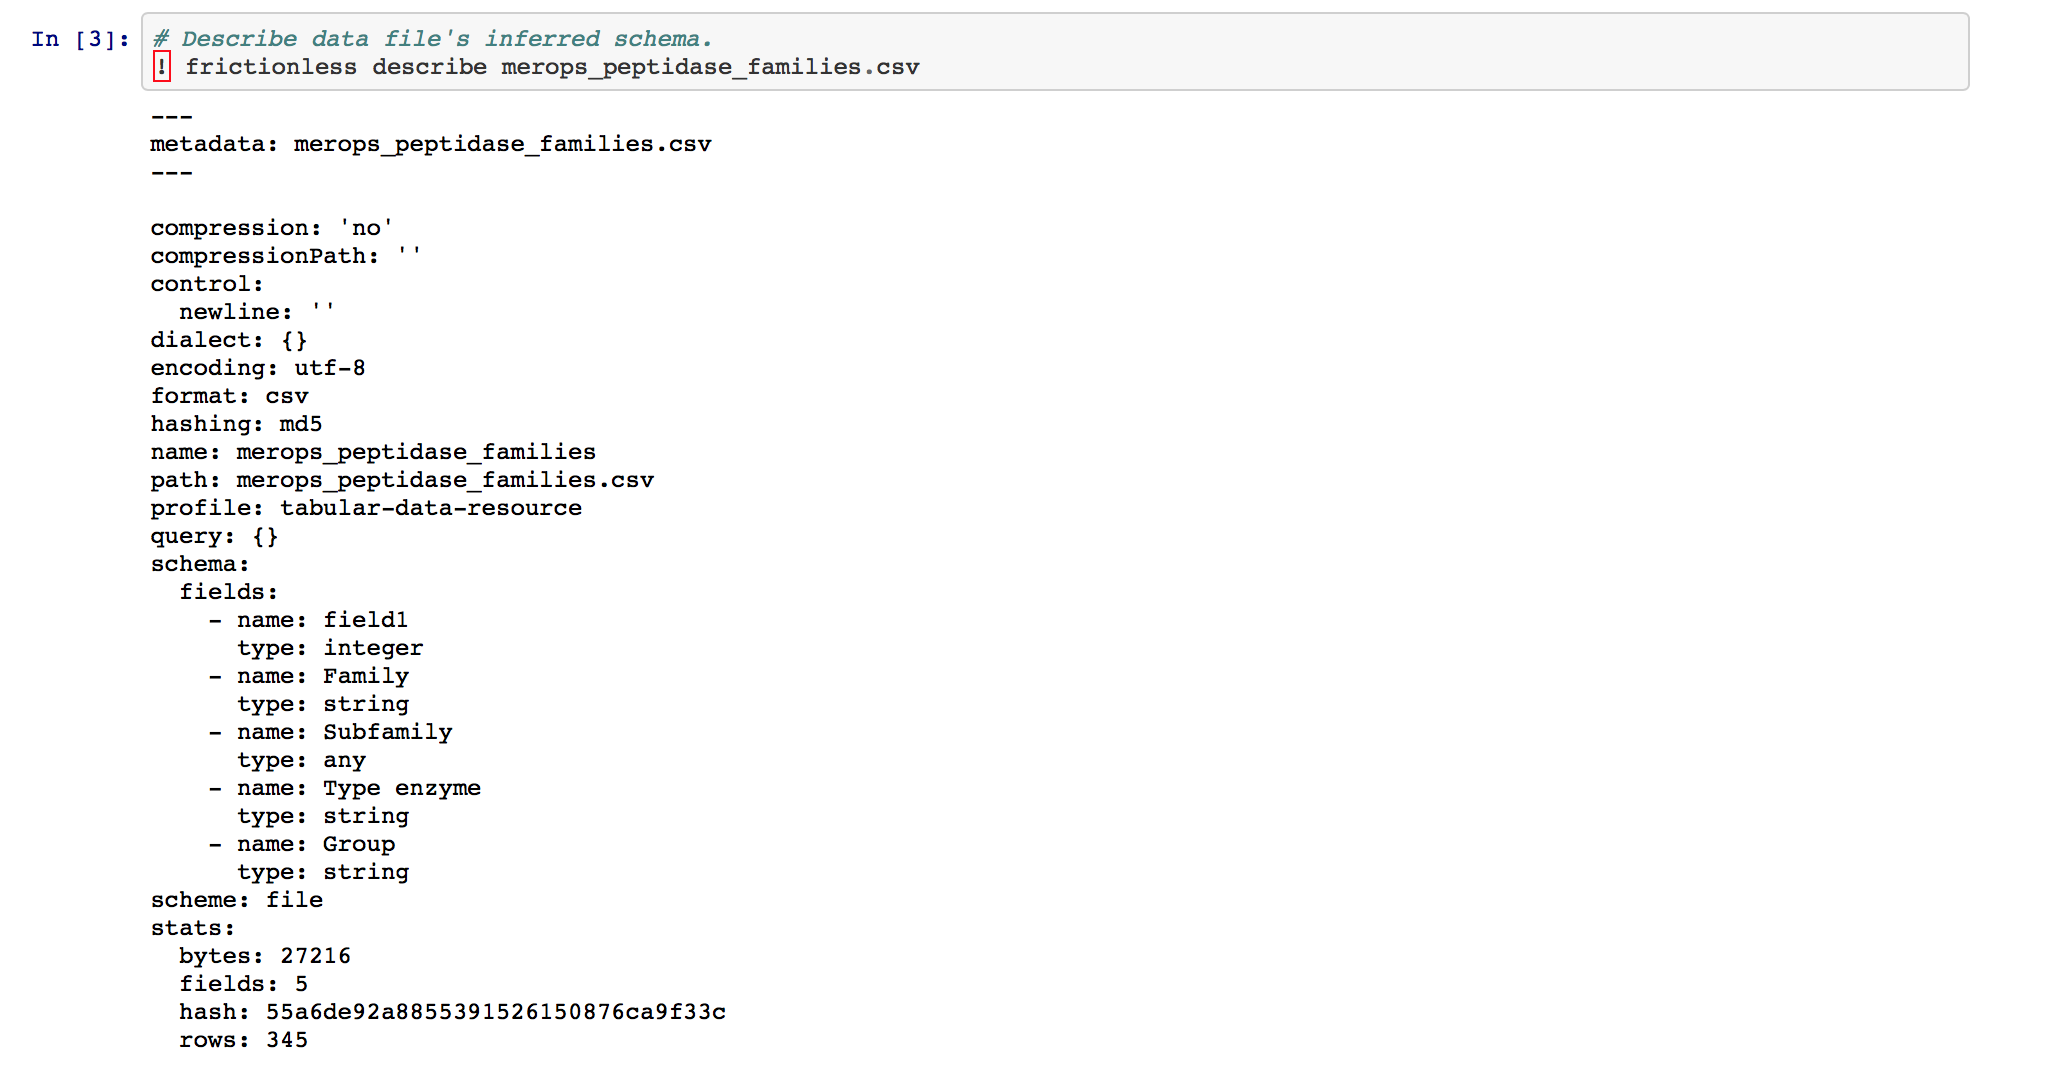 In [3]: # Describe data file's inferred schema.
! frictionless describe merops_peptidase_families.csv
---
metadata: merops_peptidase_families.csv
---
compression: 'no'
compressionPath: ''
control:
  newline: ''
dialect: {}
encoding: utf-8
format: csv
hashing: md5
name: merops_peptidase_families
path: merops_peptidase_families.csv
profile: tabular-data-resource
query: {}
schema:
  fields:
    - name: field1
      type: integer
    - name: Family
      type: string
    - name: Subfamily
      type: any
    - name: Type enzyme
      type: string
    - name: Group
      type: string
scheme: file
stats:
  bytes: 27216
  fields: 5
  hash: 55a6de92a8855391526150876ca9f33c
  rows: 345